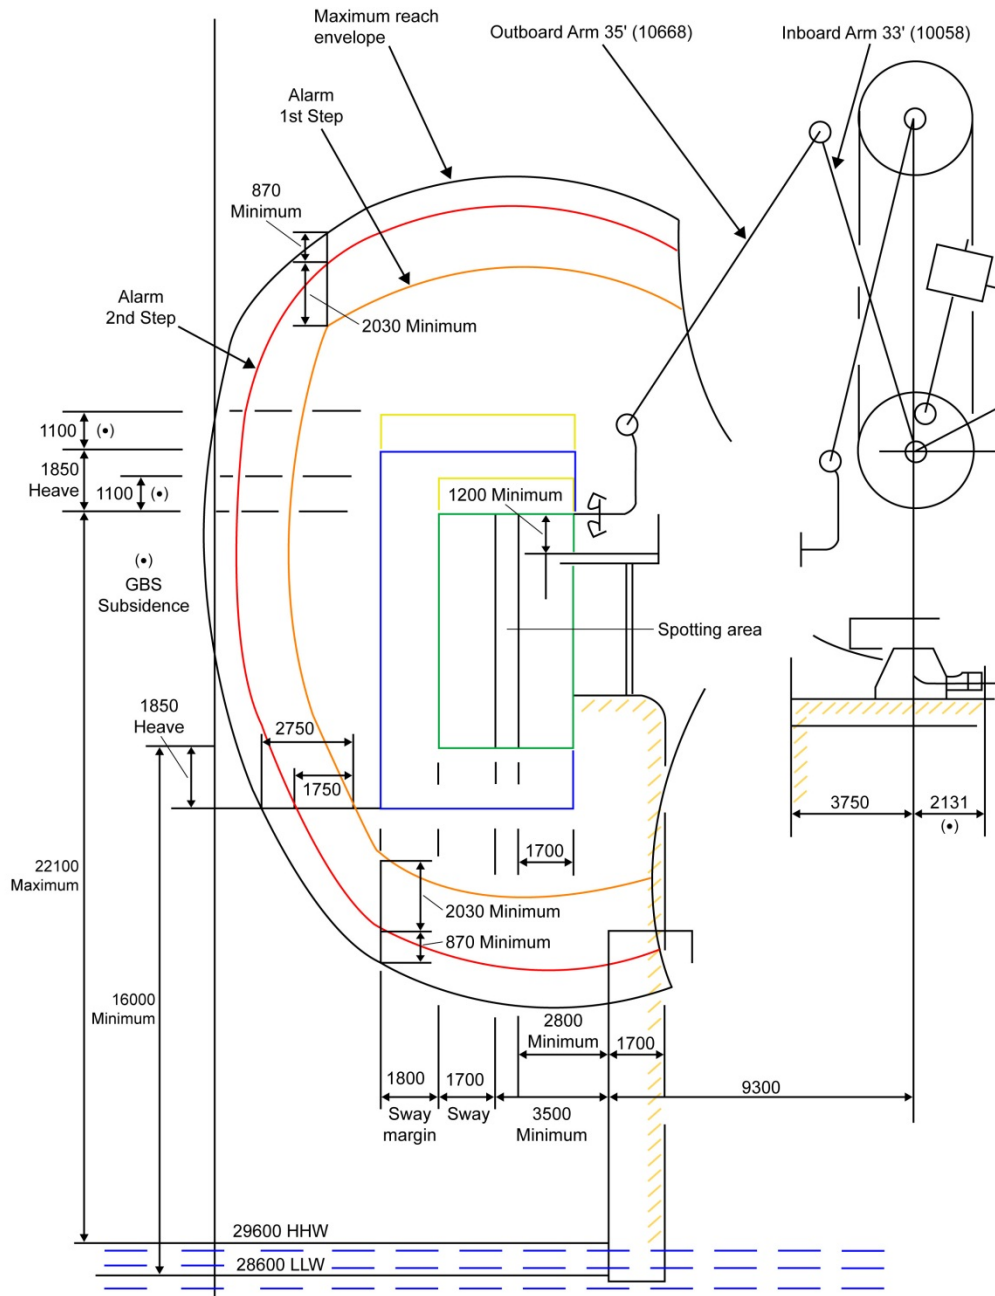 Maximum reach
envelope
Outboard Arm 35' (10668)
Inboard Arm 33' (10058)
Alarm
1st Step
870
Minimum
Alarm
2nd Step
2030 Minimum
1100
(•)
1850
Heave
1100
(•)
1200 Minimum
(•)
GBS
Subsidence
Spotting area
1850
Heave
2750
1750
3750
2131
(•)
1700
22100
Maximum
2030 Minimum
870 Minimum
16000
Minimum
2800
Minimum
1700
1800
1700
9300
Sway
margin
Sway
3500
Minimum
29600 HHW
28600 LLW